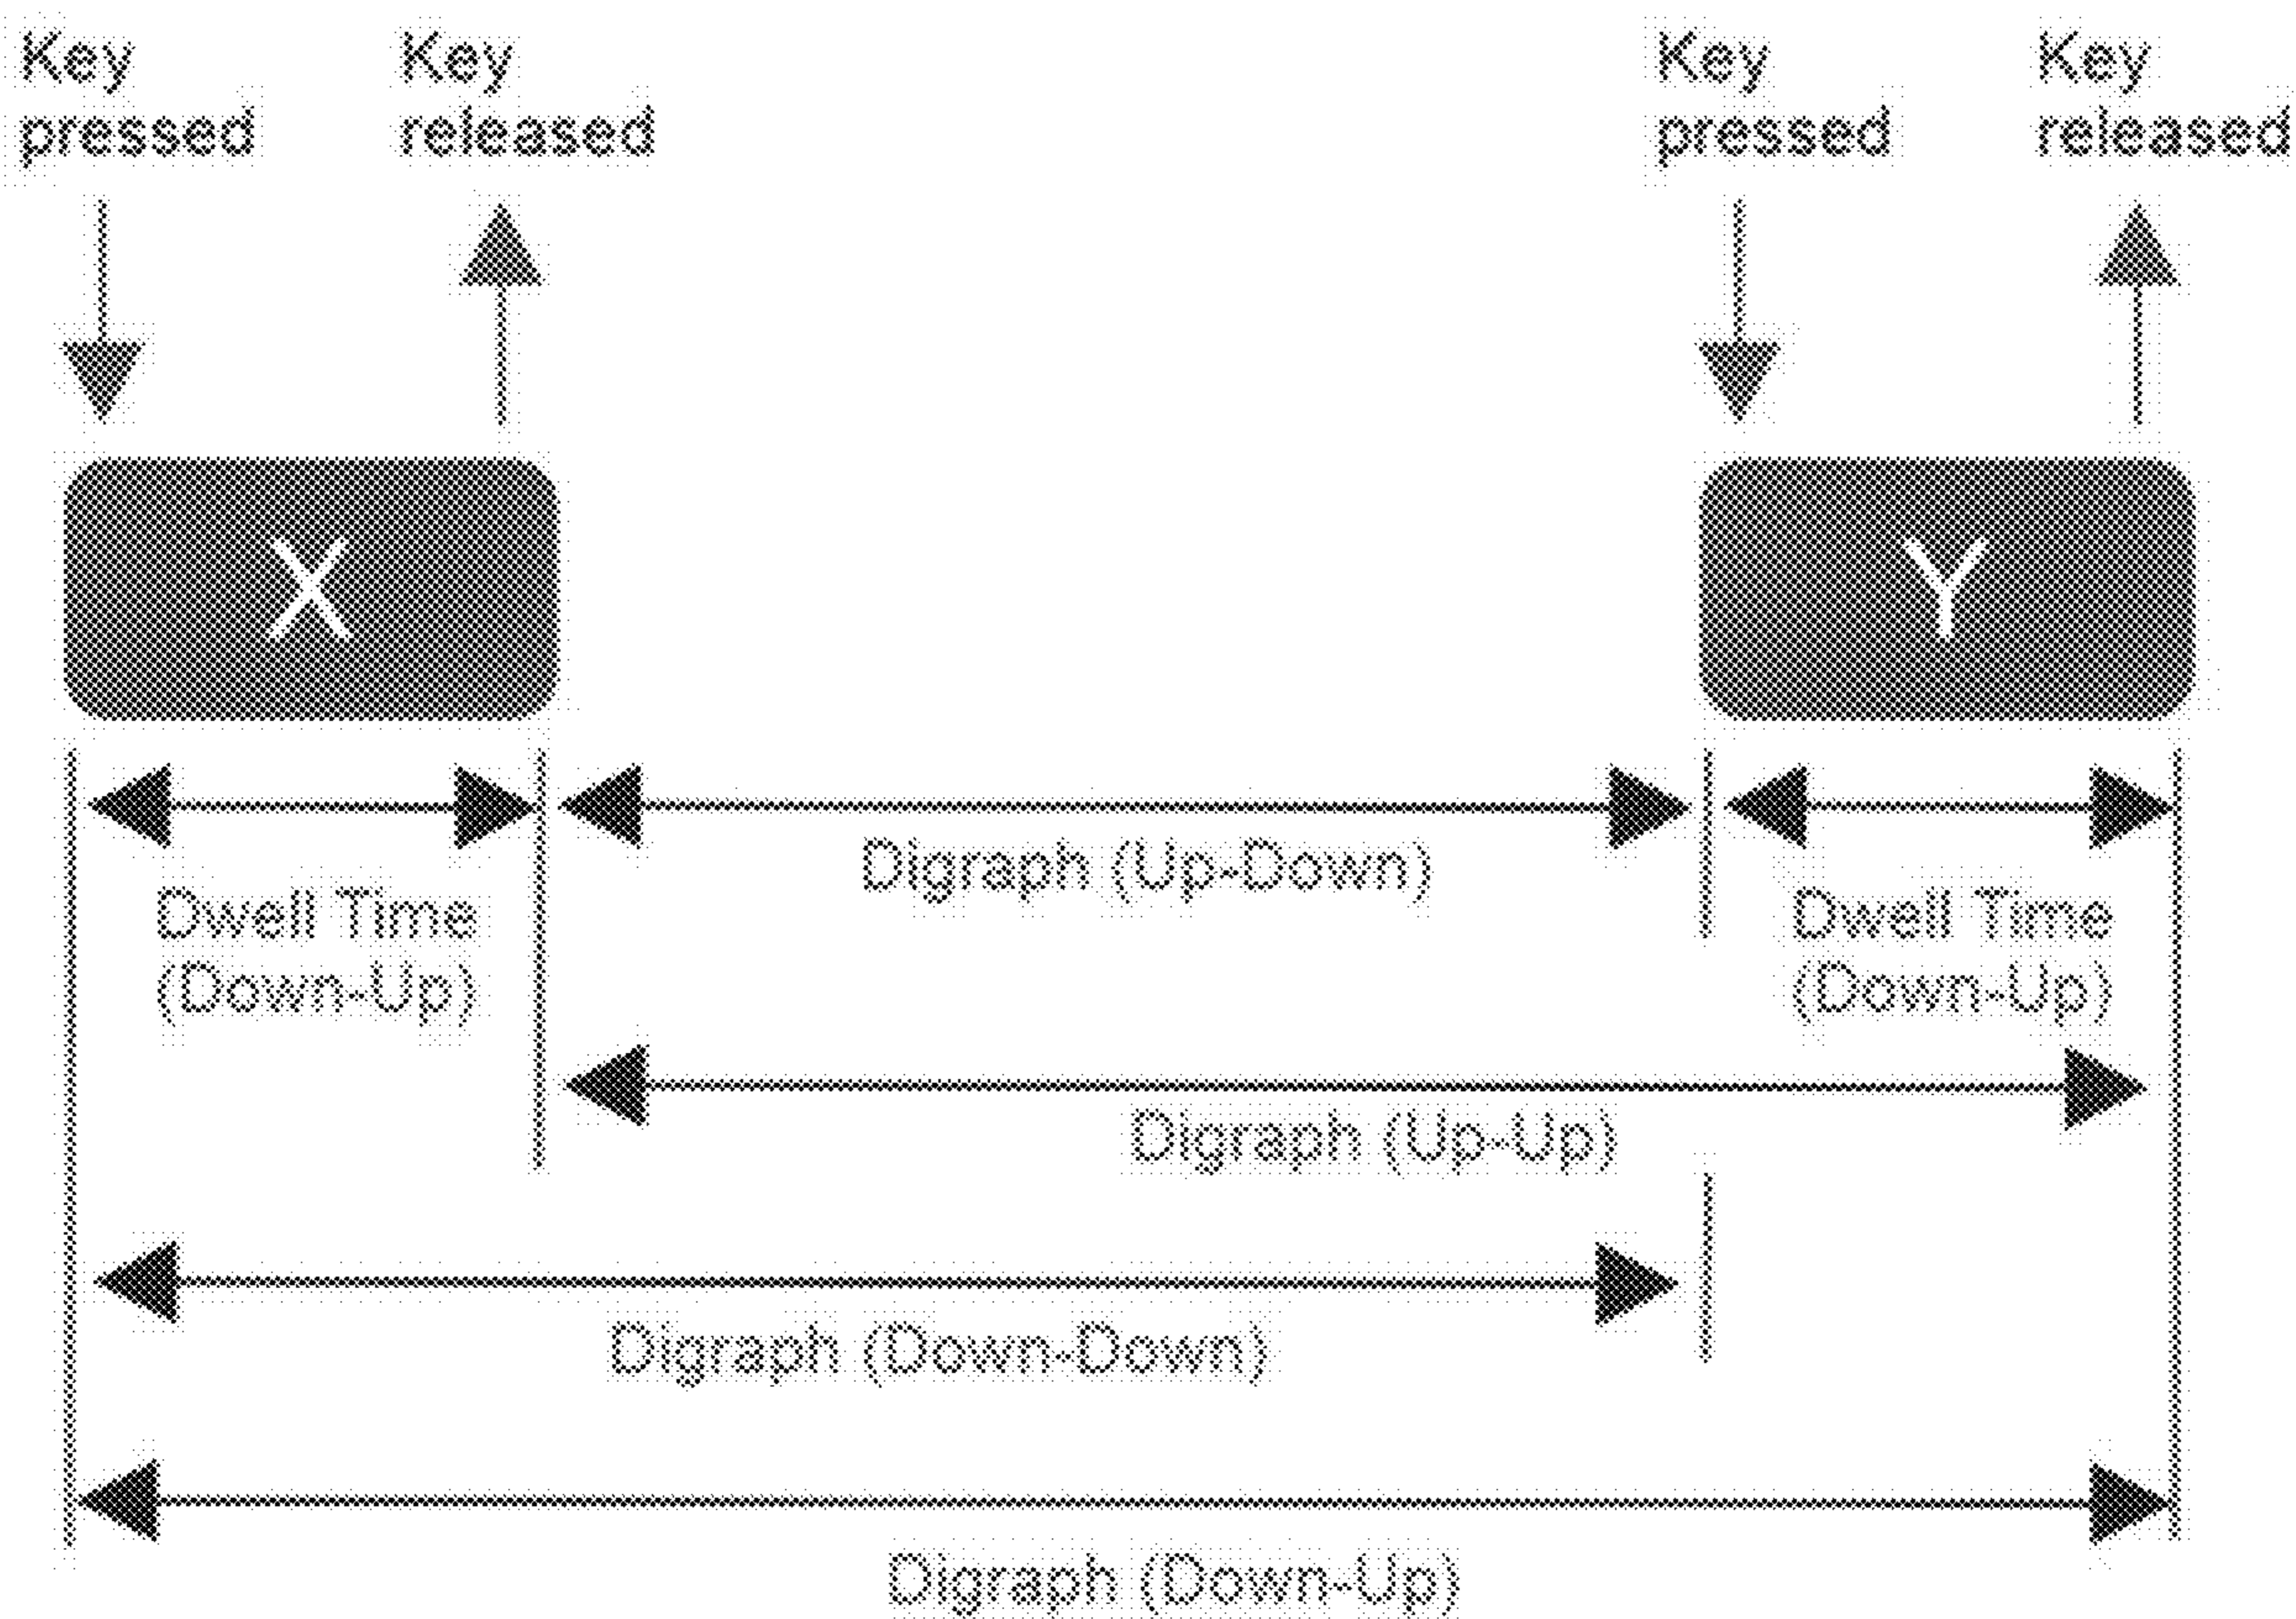 Key
pressed
Key
released
Key
pressed
Key
released
X
Y
Digraph (Up-Down)
Dwell Time
(Down-Up)
Dwell Time
(Down-Up)
Digraph (Up-Up)
Digraph (Down-Down)
Digraph (Down-Up)